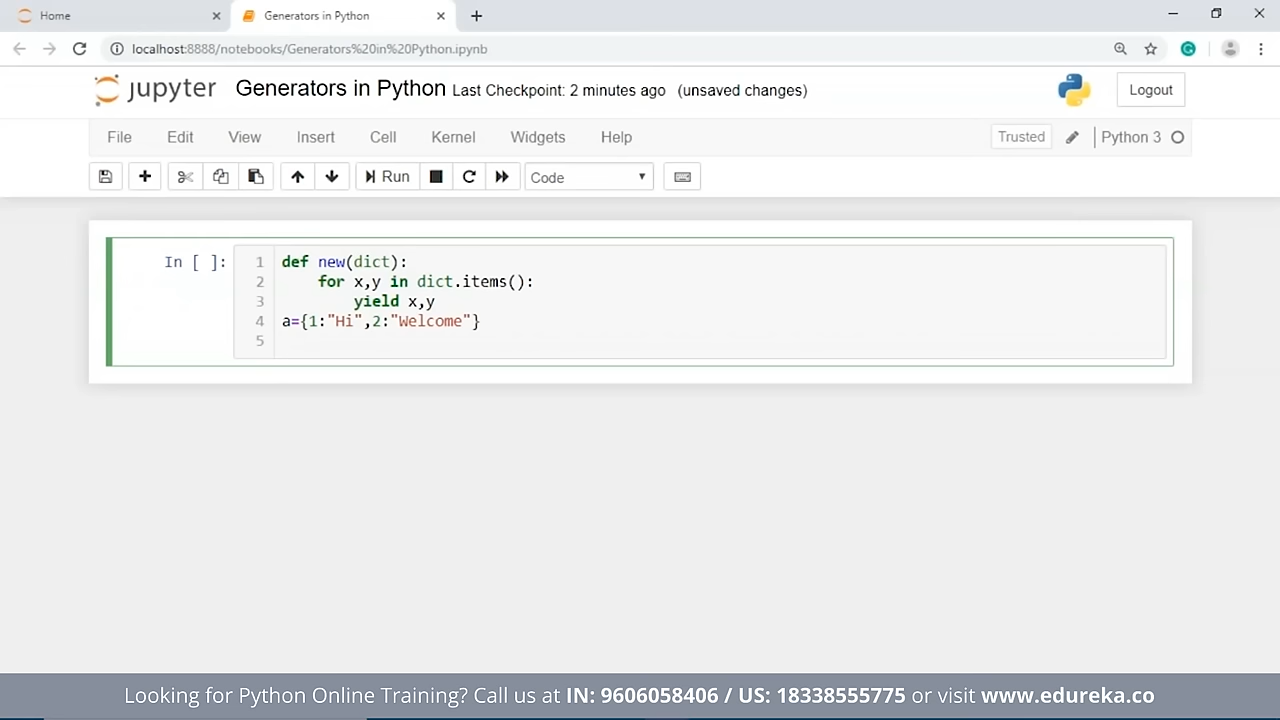 Home
Generators in Python
localhost:8888/notebooks/Generators%20in%20Python.ipynb
jupyter Generators in Python Last Checkpoint: 2 minutes ago (unsaved changes) Logout
File Edit View Insert Cell Kernel Widgets Help Trusted Python 3
Run Code
In [ ]:
1 def new(dict):
2 for x,y in dict.items():
3 yield x,y
4 a={1:"Hi",2:"Welcome"}
5
Looking for Python Online Training? Call us at IN: 9606058406 / US: 18338555775 or visit www.edureka.co